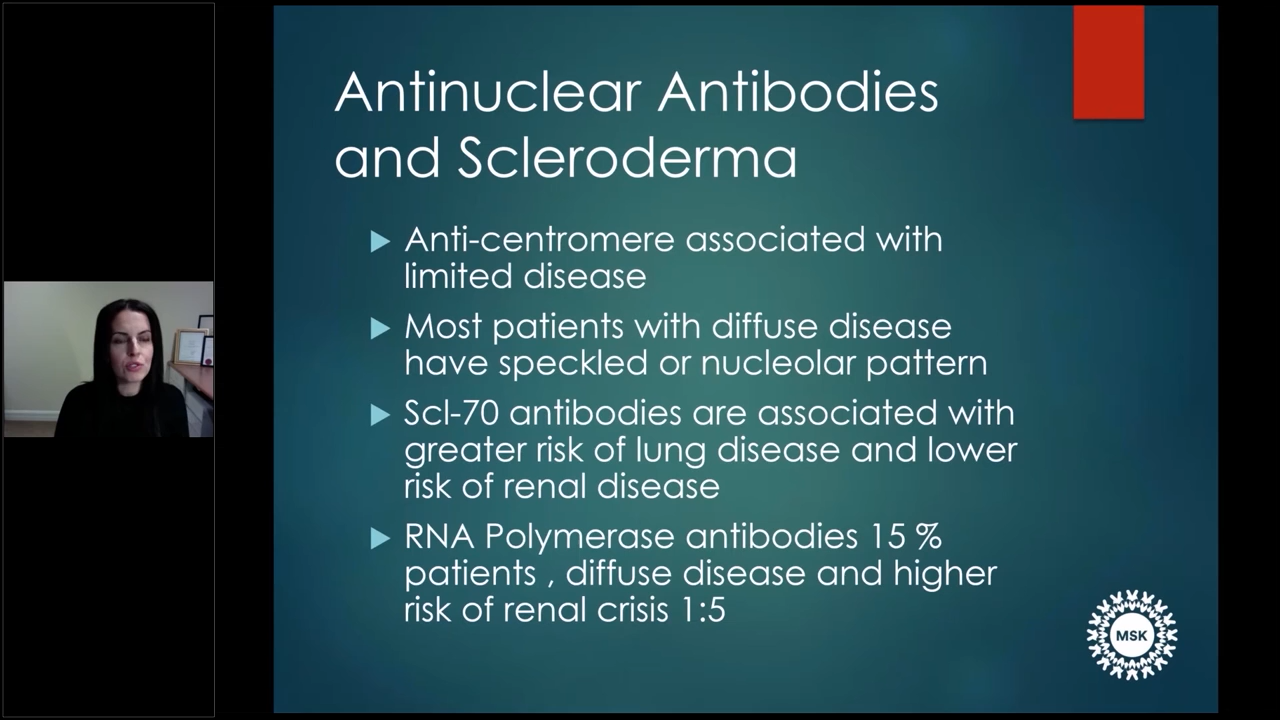 Antinuclear Antibodies
and Scleroderma
Anti-centromere associated with
limited disease
Most patients with diffuse disease
have speckled or nucleolar pattern
Scl-70 antibodies are associated with
greater risk of lung disease and lower
risk of renal disease
RNA Polymerase antibodies 15 %
patients , diffuse disease and higher
risk of renal crisis 1:5
MSK